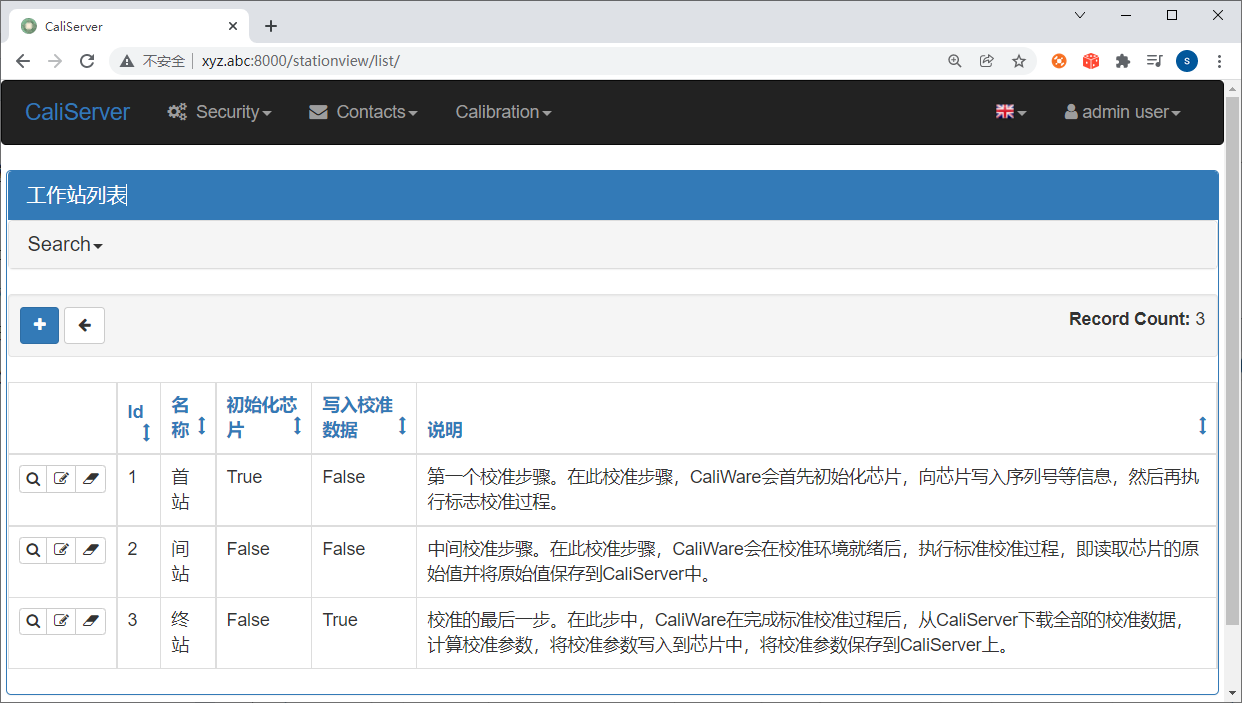 CaliServer
不安全 xyz.abc:8000/stationview/list/
S
CaliServer Security Contacts Calibration admin user
工作站列表
Search
Record Count: 3
Id 名称 初始化芯片 写入校准数据 说明
1 首站 True False 第一个校准步骤。在此校准步骤，CaliWare会首先初始化芯片，向芯片写入序列号等信息，然后再执
行标志校准过程。
2 间站 False False 中间校准步骤。在此校准步骤，CaliWare会在校准环境就绪后，执行标准校准过程，即读取芯片的原
始值并将原始值保存到CaliServer中。
3 终站 False True 校准的最后一步。在此步中，CaliWare在完成标准校准过程后，从CaliServer下载全部的校准数据，
计算校准参数，将校准参数写入到芯片中，将校准参数保存到CaliServer上。